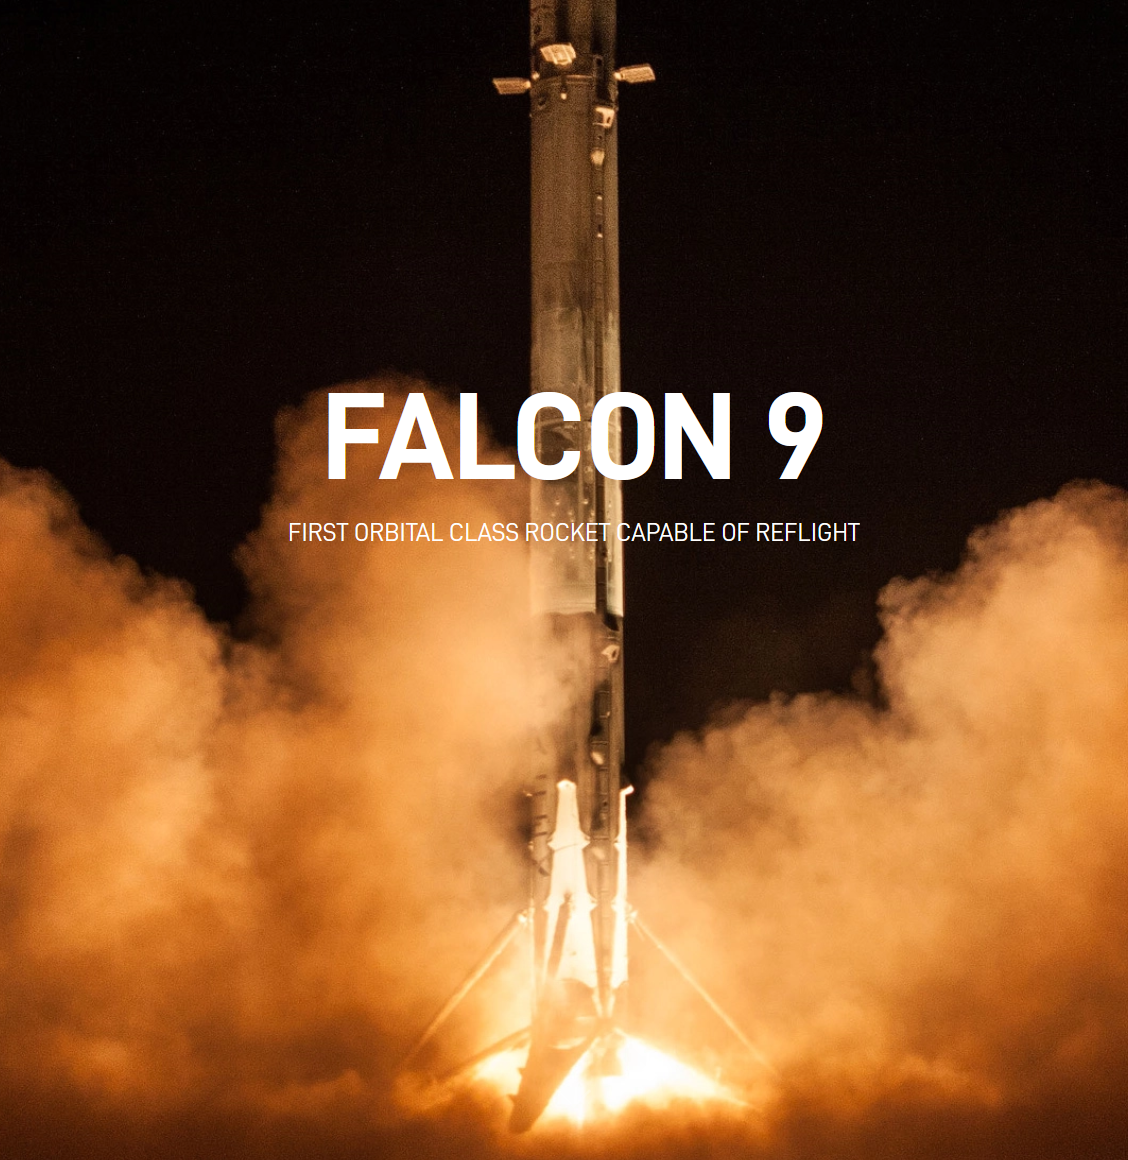 FALCON 9
FIRST ORBITAL CLASS ROCKET CAPABLE OF REFLIGHT